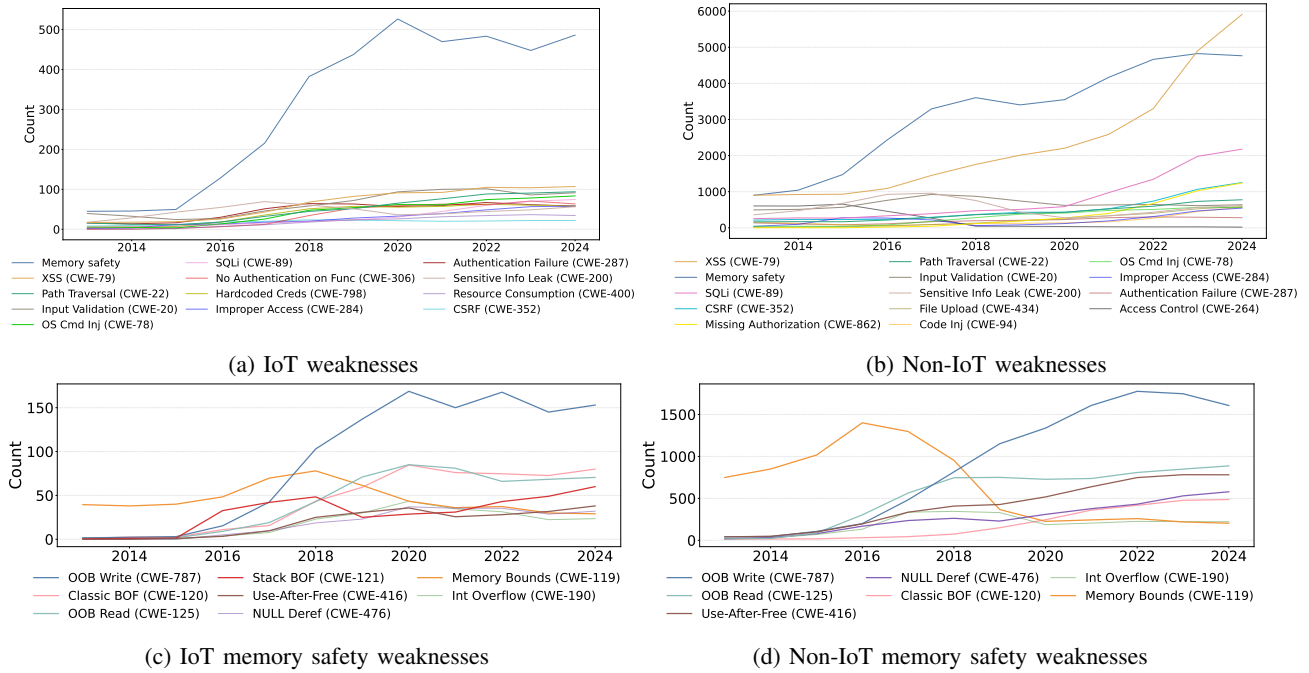 500
400
300
200
100
0
Count
2014 2016 2018 2020 2022 2024
Memory safety SQLi (CWE-89) Authentication Failure (CWE-287)
XSS (CWE-79) No Authentication on Func (CWE-306) Sensitive Info Leak (CWE-200)
Path Traversal (CWE-22) Hardcoded Creds (CWE-798) Resource Consumption (CWE-400)
Input Validation (CWE-20) Improper Access (CWE-284) CSRF (CWE-352)
OS Cmd Inj (CWE-78)
(a) IoT weaknesses
6000
5000
4000
3000
2000
1000
0
Count
2014 2016 2018 2020 2022 2024
XSS (CWE-79) Path Traversal (CWE-22) OS Cmd Inj (CWE-78)
Memory safety Input Validation (CWE-20) Improper Access (CWE-284)
SQLi (CWE-89) Sensitive Info Leak (CWE-200) Authentication Failure (CWE-287)
CSRF (CWE-352) File Upload (CWE-434) Access Control (CWE-264)
Missing Authorization (CWE-862) Code Inj (CWE-94)
(b) Non-IoT weaknesses
150
100
50
0
Count
2014 2016 2018 2020 2022 2024
OOB Write (CWE-787) Stack BOF (CWE-121) Memory Bounds (CWE-119)
Classic BOF (CWE-120) Use-After-Free (CWE-416) Int Overflow (CWE-190)
OOB Read (CWE-125) NULL Deref (CWE-476)
(c) IoT memory safety weaknesses
1500
1000
500
0
Count
2014 2016 2018 2020 2022 2024
OOB Write (CWE-787) NULL Deref (CWE-476) Int Overflow (CWE-190)
OOB Read (CWE-125) Classic BOF (CWE-120) Memory Bounds (CWE-119)
Use-After-Free (CWE-416)
(d) Non-IoT memory safety weaknesses